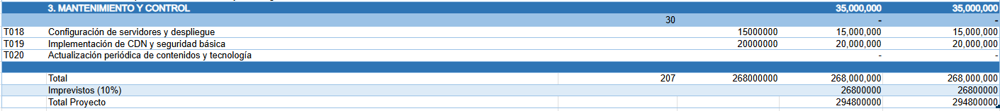 3. MANTENIMIENTO Y CONTROL 35,000,000 35,000,000
30 - -
T018 Configuración de servidores y despliegue 15000000 15,000,000 15,000,000
T019 Implementación de CDN y seguridad básica 20000000 20,000,000 20,000,000
T020 Actualización periódica de contenidos y tecnología - -
Total 207 268000000 268,000,000 268,000,000
Imprevistos (10%) 26800000 26800000
Total Proyecto 294800000 294800000